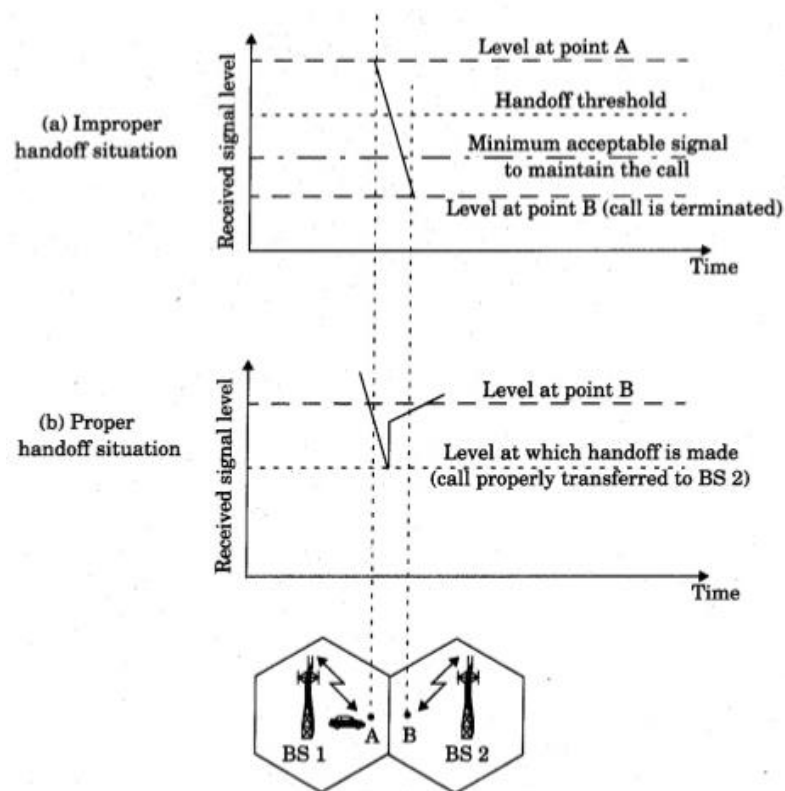 Level at point A
Handoff threshold
(a) Improper
handoff situation
Minimum acceptable signal
to maintain the call
Level at point B (call is terminated)
Received signal level
Time
Level at point B
(b) Proper
handoff situation
Level at which handoff is made
(call properly transferred to BS 2)
Received signal level
Time
A
B
BS 1
BS 2